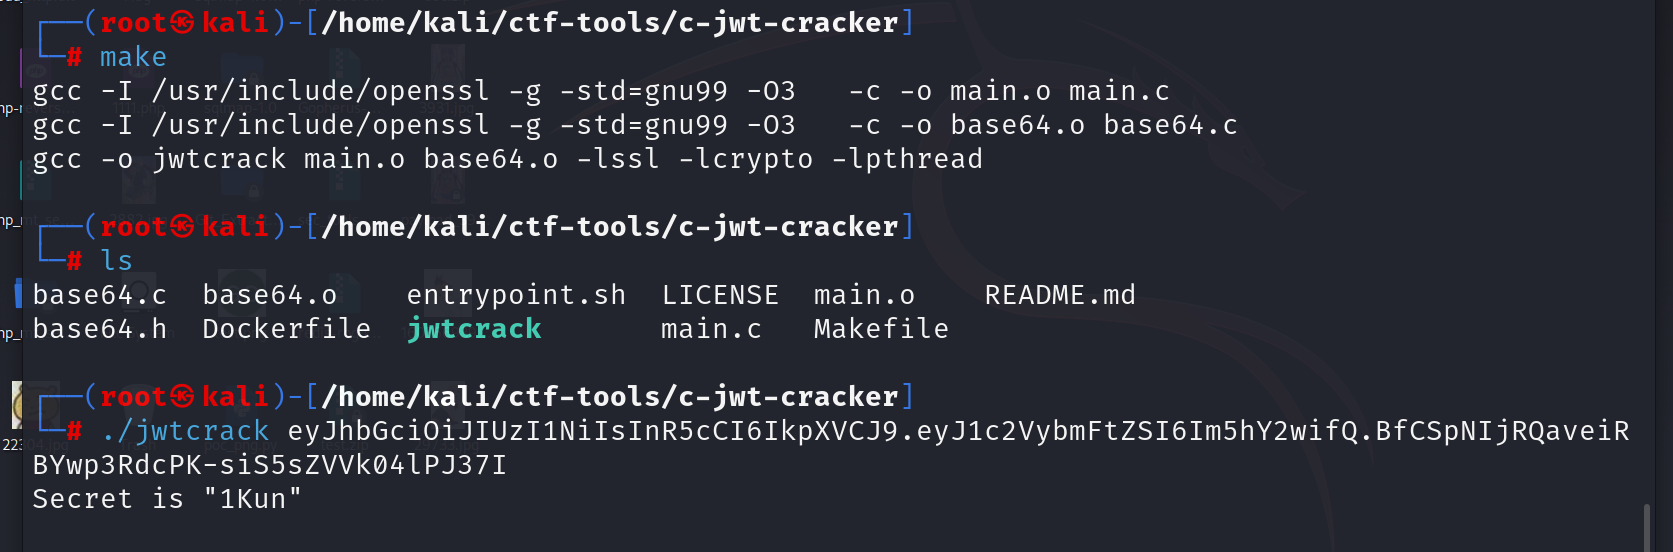 ┌──(root㉿kali)-[/home/kali/ctf-tools/c-jwt-cracker]
└─# make
gcc -I /usr/include/openssl -g -std=gnu99 -O3   -c -o main.o main.c
gcc -I /usr/include/openssl -g -std=gnu99 -O3   -c -o base64.o base64.c
gcc -o jwtcrack main.o base64.o -lssl -lcrypto -lpthread
┌──(root㉿kali)-[/home/kali/ctf-tools/c-jwt-cracker]
└─# ls
base64.c  base64.o    entrypoint.sh  LICENSE  main.o    README.md
base64.h  Dockerfile  jwtcrack       main.c   Makefile
┌──(root㉿kali)-[/home/kali/ctf-tools/c-jwt-cracker]
└─# ./jwtcrack eyJhbGciOiJIUzI1NiIsInR5cCI6IkpXVCJ9.eyJ1c2VybmFtZSI6Im5hY2wifQ.BfCSpNIjRQaveiR
BYwp3RdcPK-siS5sZVVk04lPJ37I
Secret is "1Kun"